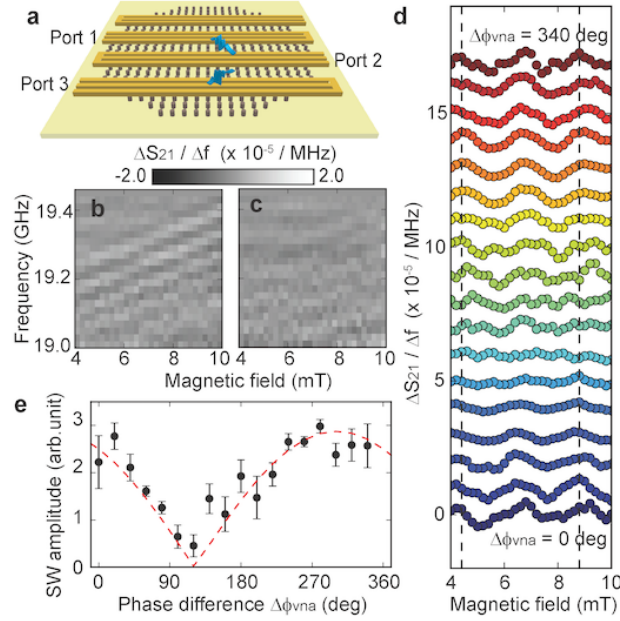 a
Port 1
Port 2
Port 3
ΔS21 / Δf (x 10-5 / MHz)
-2.0
2.0
b
c
Frequency (GHz)
19.4
19.2
19.0
4
6
8
10
4
6
8
10
Magnetic field (mT)
d
Δϕvna = 340 deg
ΔS21 / Δf (x 10-5 / MHz)
15
10
5
0
Δϕvna = 0 deg
4
6
8
10
Magnetic field (mT)
e
SW amplitude (arb.unit)
3
2
1
0
0
90
180
270
360
Phase difference Δϕvna (deg)